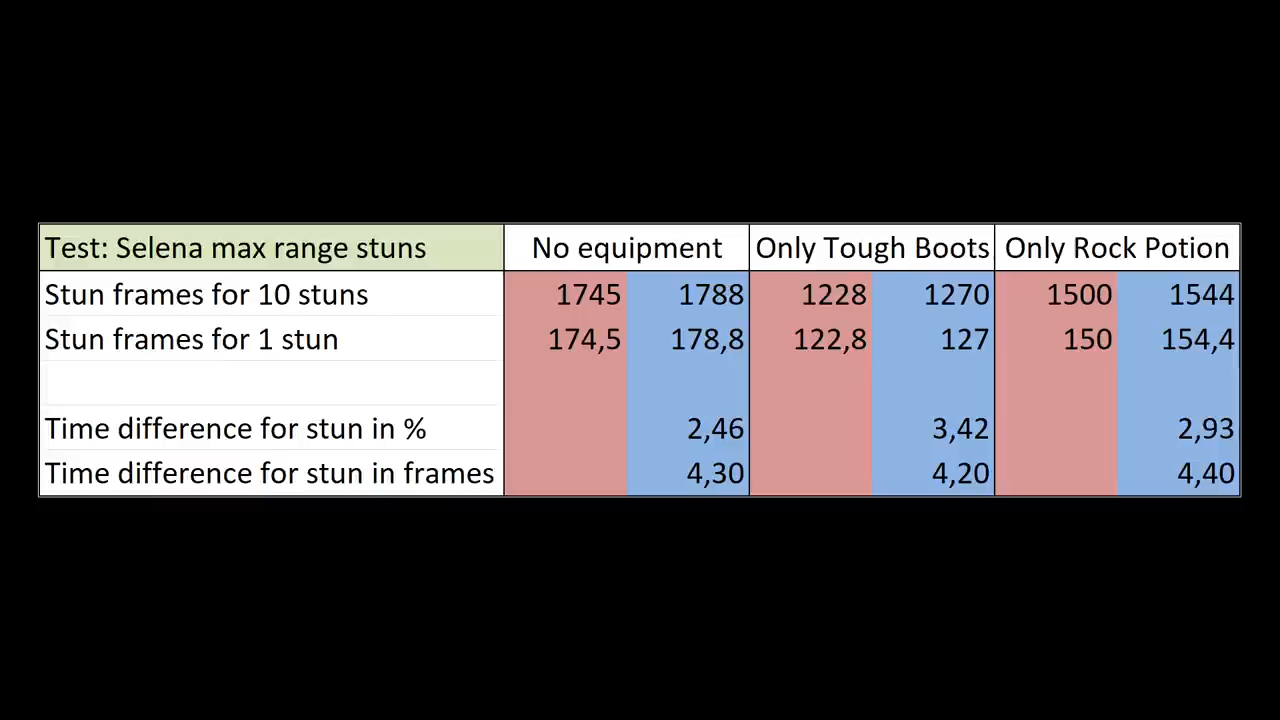 Test: Selena max range stuns No equipment Only Tough Boots Only Rock Potion
Stun frames for 10 stuns 1745 1788 1228 1270 1500 1544
Stun frames for 1 stun 174,5 178,8 122,8 127 150 154,4
Time difference for stun in % 2,46 3,42 2,93
Time difference for stun in frames 4,30 4,20 4,40